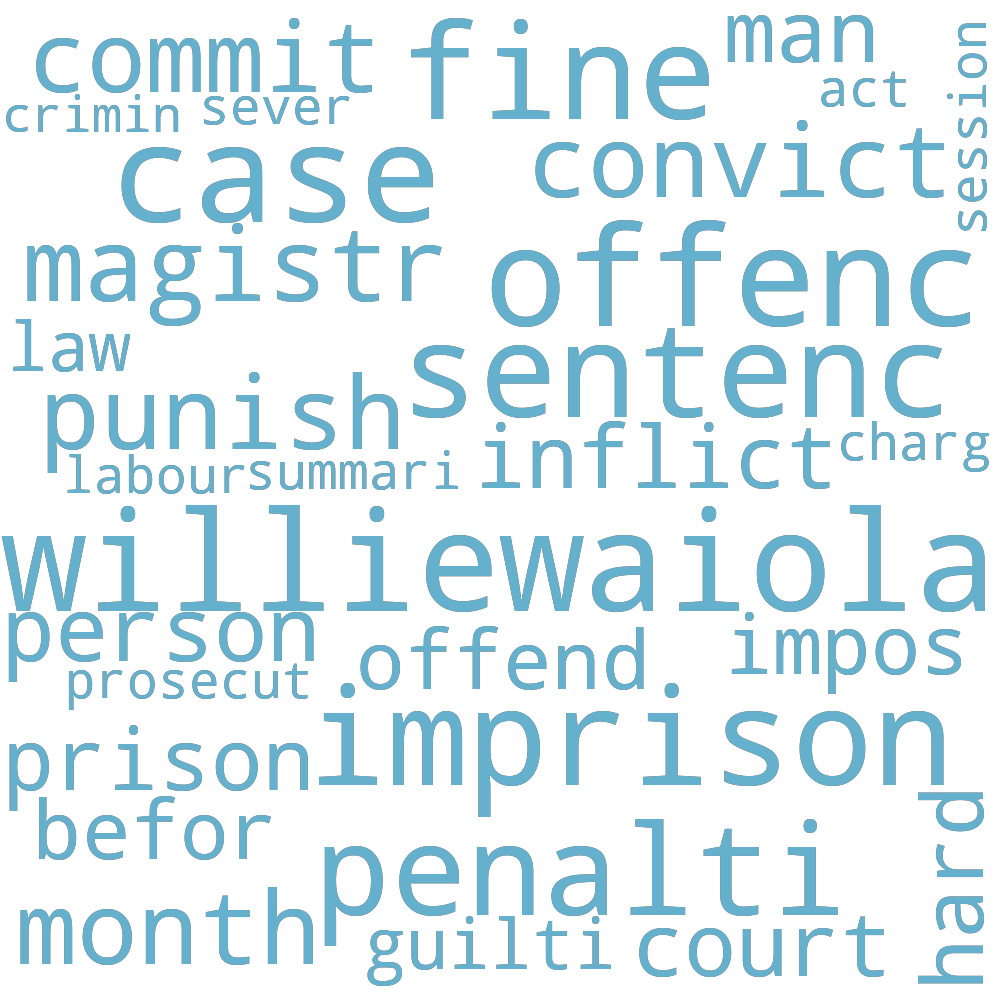 commit fine man
crimin sever act session
case convict
magistr offenc
law sentenc
punish inflict charg
labour summari
williewaiola
person offend impos
prosecut
prison imprison
befor penalti hard
month guilti court